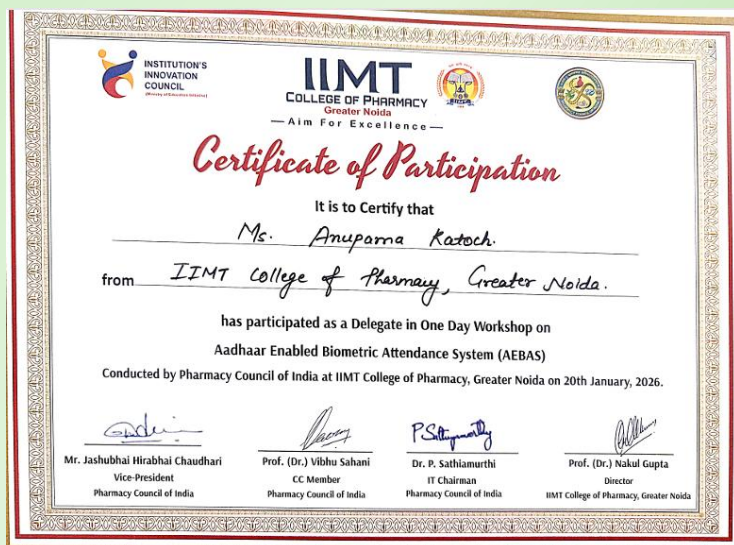 INSTITUTION'S
INNOVATION
COUNCIL
(Ministry of Education Initiative)
IIMT
COLLEGE OF PHARMACY
Greater Noida
— Aim For Excellence —
Certificate of Participation
It is to Certify that
Ms. Anupama Katoch.
from IIMT College of Pharmacy, Greater Noida.
has participated as a Delegate in One Day Workshop on
Aadhaar Enabled Biometric Attendance System (AEBAS)
Conducted by Pharmacy Council of India at IIMT College of Pharmacy, Greater Noida on 20th January, 2026.
P. Sathiyamurthy
Mr. Jashubhai Hirabhai Chaudhari
Vice-President
Pharmacy Council of India
Prof. (Dr.) Vibhu Sahani
CC Member
Pharmacy Council of India
Dr. P. Sathiamurthi
IT Chairman
Pharmacy Council of India
Prof. (Dr.) Nakul Gupta
Director
IIMT College of Pharmacy, Greater Noida